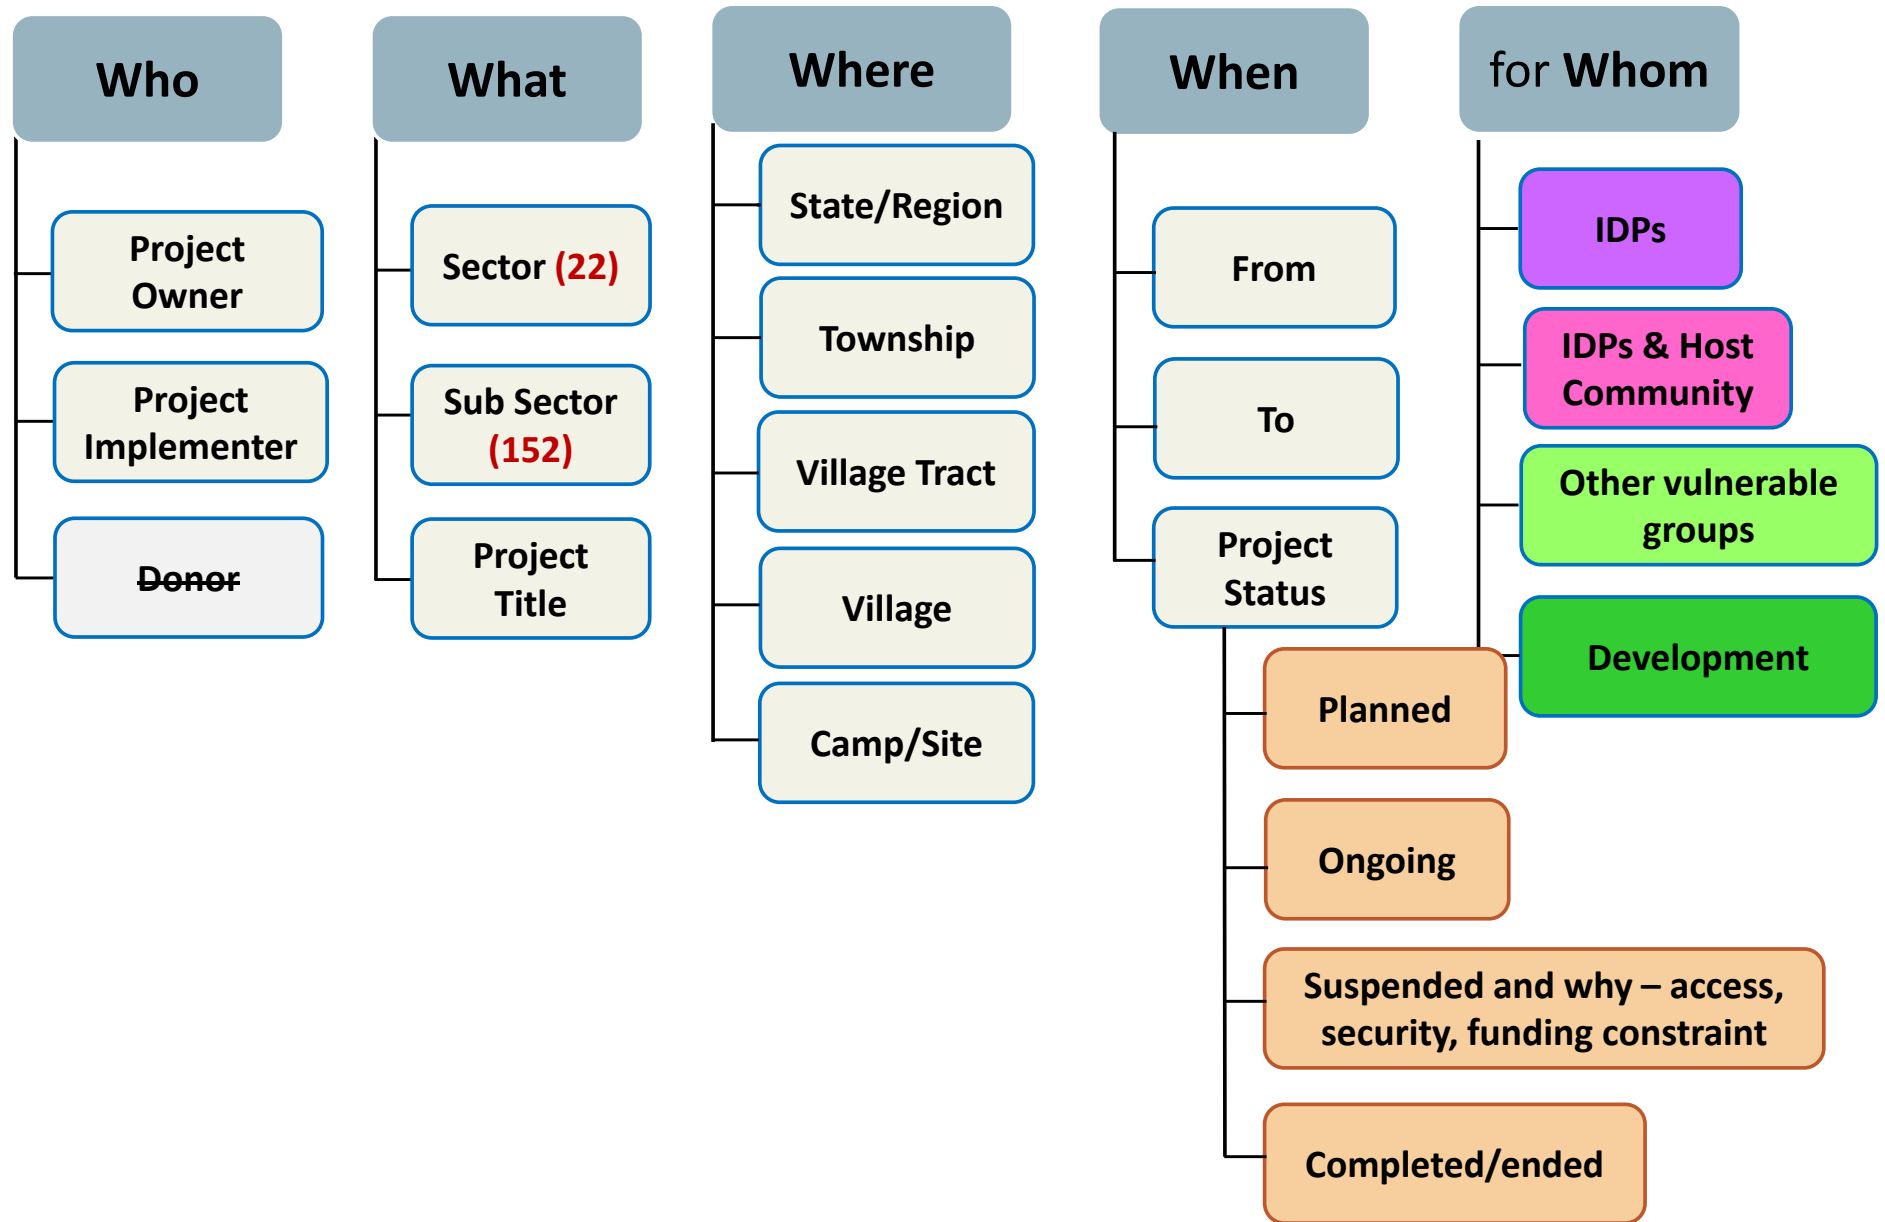 Who
Project
Owner
Project
Implementer
Donor
What
Sector (22)
Sub Sector
(152)
Project
Title
Where
State/Region
Township
Village Tract
Village
Camp/Site
When
From
To
Project
Status
Planned
Ongoing
Suspended and why – access,
security, funding constraint
Completed/ended
for Whom
IDPs
IDPs & Host
Community
Other vulnerable
groups
Development